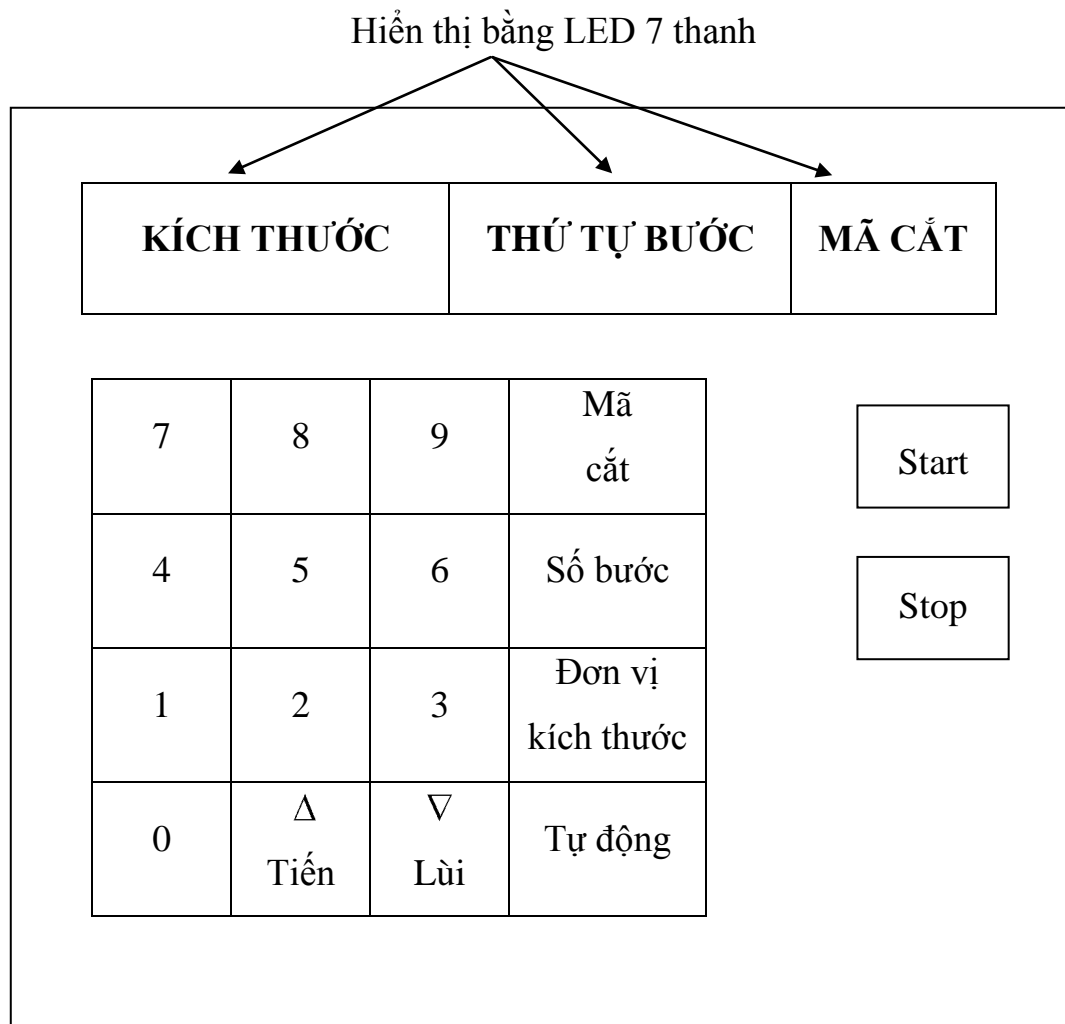 Hiển thị bằng LED 7 thanh
KÍCH THƯỚC THỨ TỰ BƯỚC MÃ CẮT
7 8 9 Mã
cắt
Start
4 5 6 Số bước
Stop
1 2 3 Đơn vị
kích thước
0 Δ ∇ Tự động
Tiến Lùi